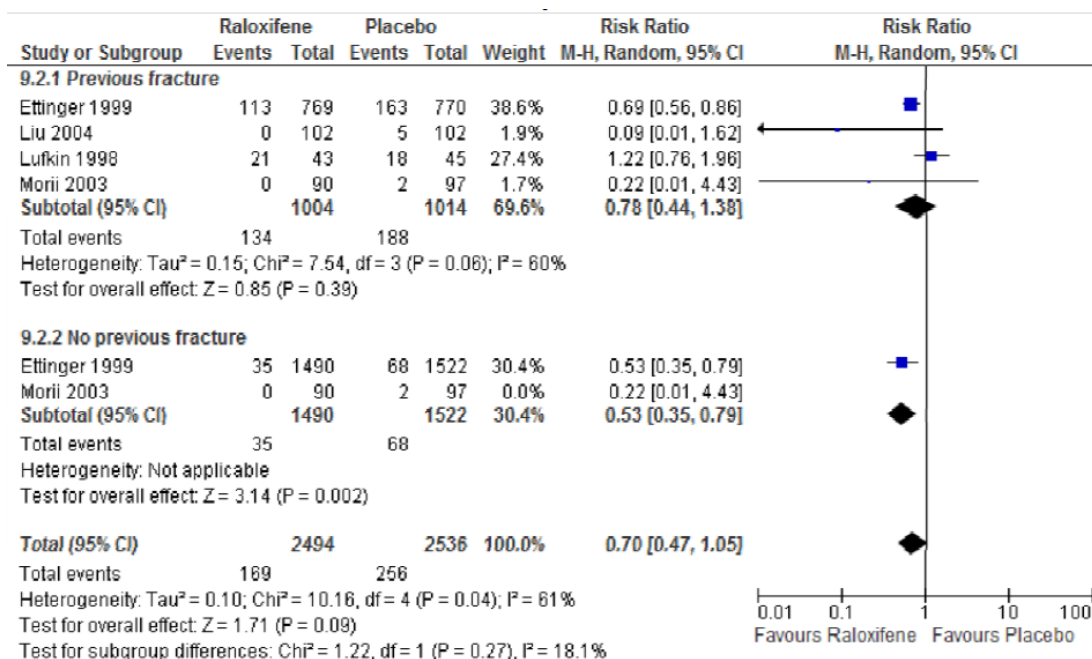 Raloxifene Placebo Risk Ratio Risk Ratio
Study or Subgroup Events Total Events Total Weight M-H, Random, 95% CI M-H, Random, 95% CI
9.2.1 Previous fracture
Ettinger 1999 113 769 163 770 38.6% 0.69 [0.56, 0.86]
Liu 2004 0 102 5 102 1.9% 0.09 [0.01, 1.62]
Lufkin 1998 21 43 18 45 27.4% 1.22 [0.76, 1.96]
Morii 2003 0 90 2 97 1.7% 0.22 [0.01, 4.43]
Subtotal (95% CI) 1004 1014 69.6% 0.78 [0.44, 1.38]
Total events 134 188
Heterogeneity: Tau² = 0.15; Chi² = 7.54, df = 3 (P = 0.06); I² = 60%
Test for overall effect: Z = 0.85 (P = 0.39)
9.2.2 No previous fracture
Ettinger 1999 35 1490 68 1522 30.4% 0.53 [0.35, 0.79]
Morii 2003 0 90 2 97 0.0% 0.22 [0.01, 4.43]
Subtotal (95% CI) 1490 1522 30.4% 0.53 [0.35, 0.79]
Total events 35 68
Heterogeneity: Not applicable
Test for overall effect: Z = 3.14 (P = 0.002)
Total (95% CI) 2494 2536 100.0% 0.70 [0.47, 1.05]
Total events 169 256
Heterogeneity: Tau² = 0.10; Chi² = 10.16, df = 4 (P = 0.04); I² = 61%
Test for overall effect: Z = 1.71 (P = 0.09)
Test for subgroup differences: Chi² = 1.22, df = 1 (P = 0.27), I² = 18.1%
0.01 0.1 1 10 100
Favours Raloxifene Favours Placebo